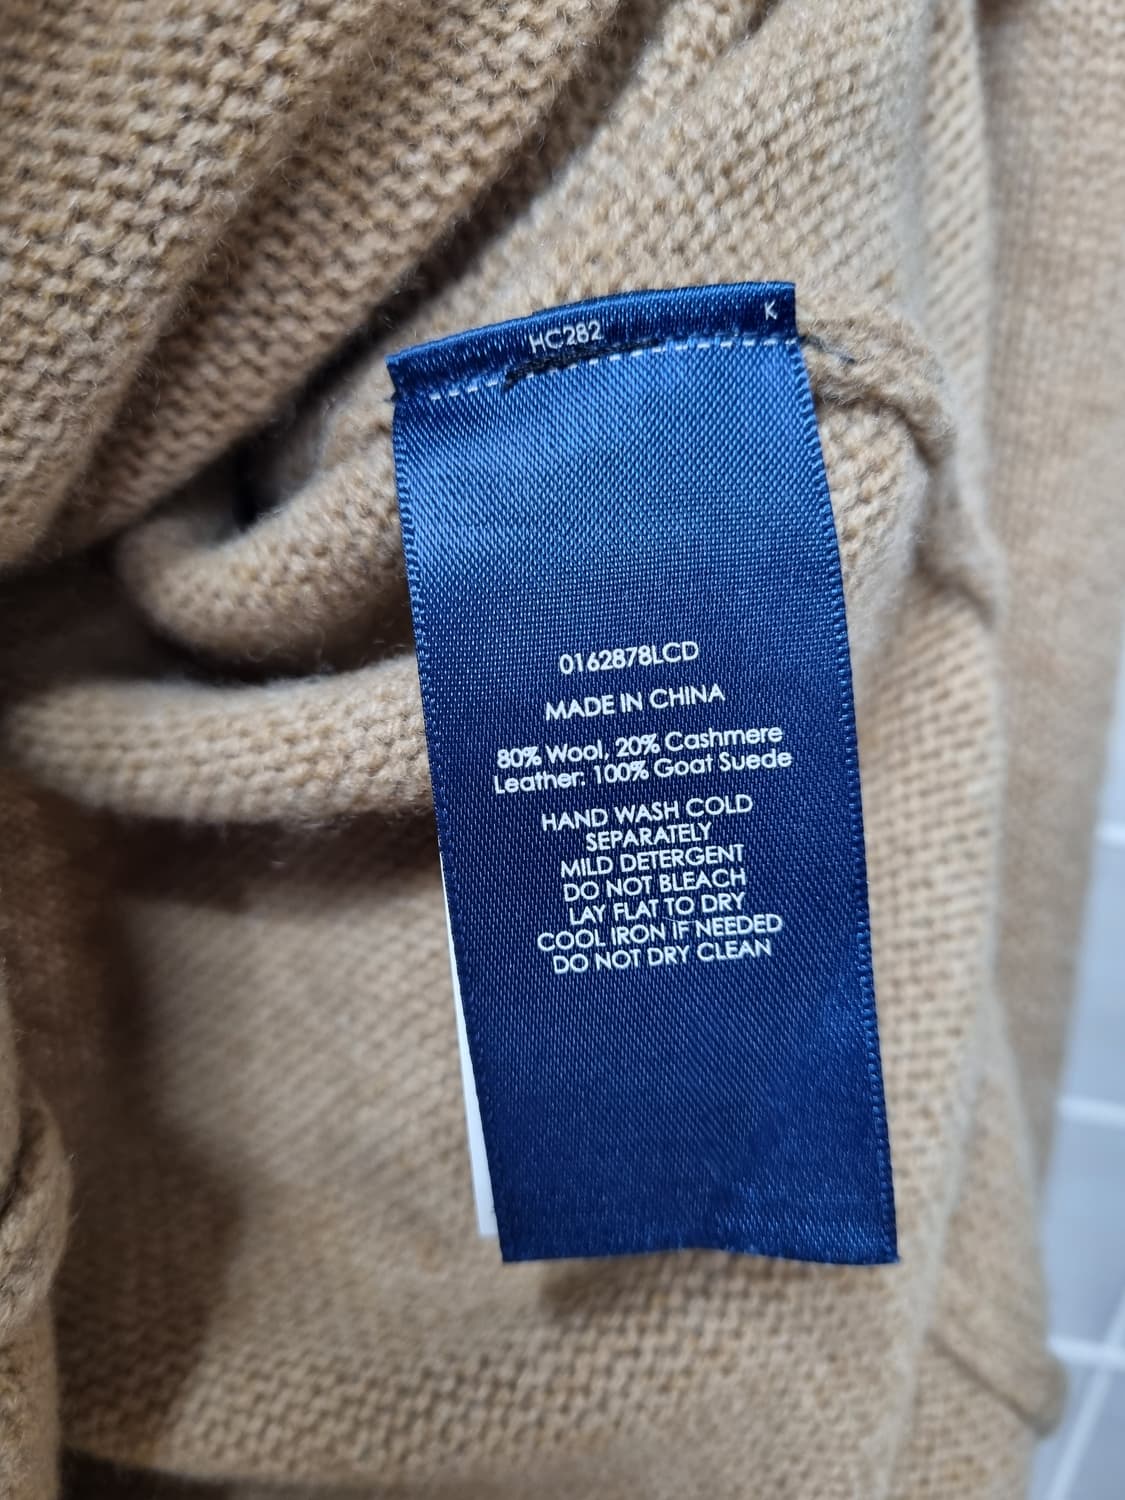 HC282 K
0162878LCD
MADE IN CHINA
80% Wool, 20% Cashmere
Leather: 100% Goat Suede
HAND WASH COLD
SEPARATELY
MILD DETERGENT
DO NOT BLEACH
LAY FLAT TO DRY
COOL IRON IF NEEDED
DO NOT DRY CLEAN